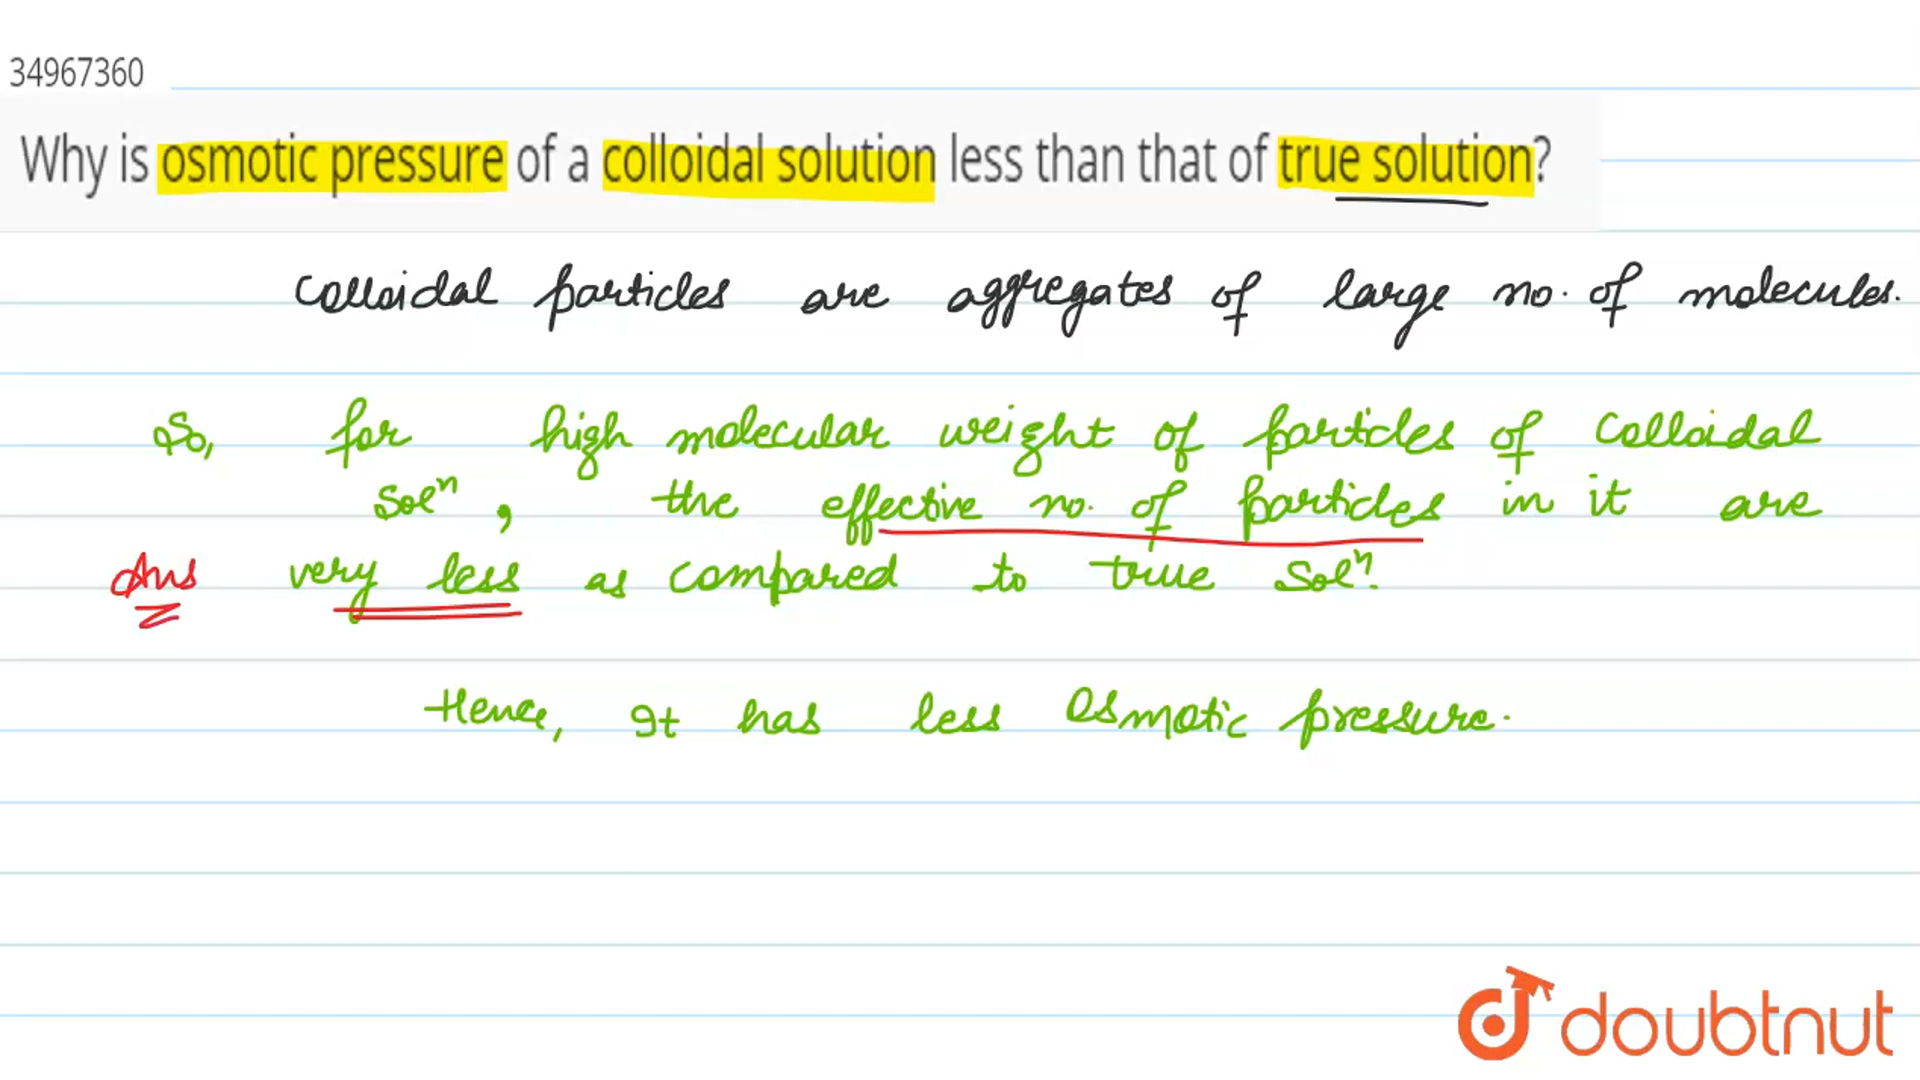 34967360
Why is osmotic pressure of a colloidal solution less than that of true solution?
Colloidal particles are aggregates of large no. of molecules.
So, for high molecular weight of particles of colloidal
Solⁿ, the effective no. of particles in it are
Ans very less as compared to true Solⁿ.
Hence, It has less Osmotic pressure.
doubtnut